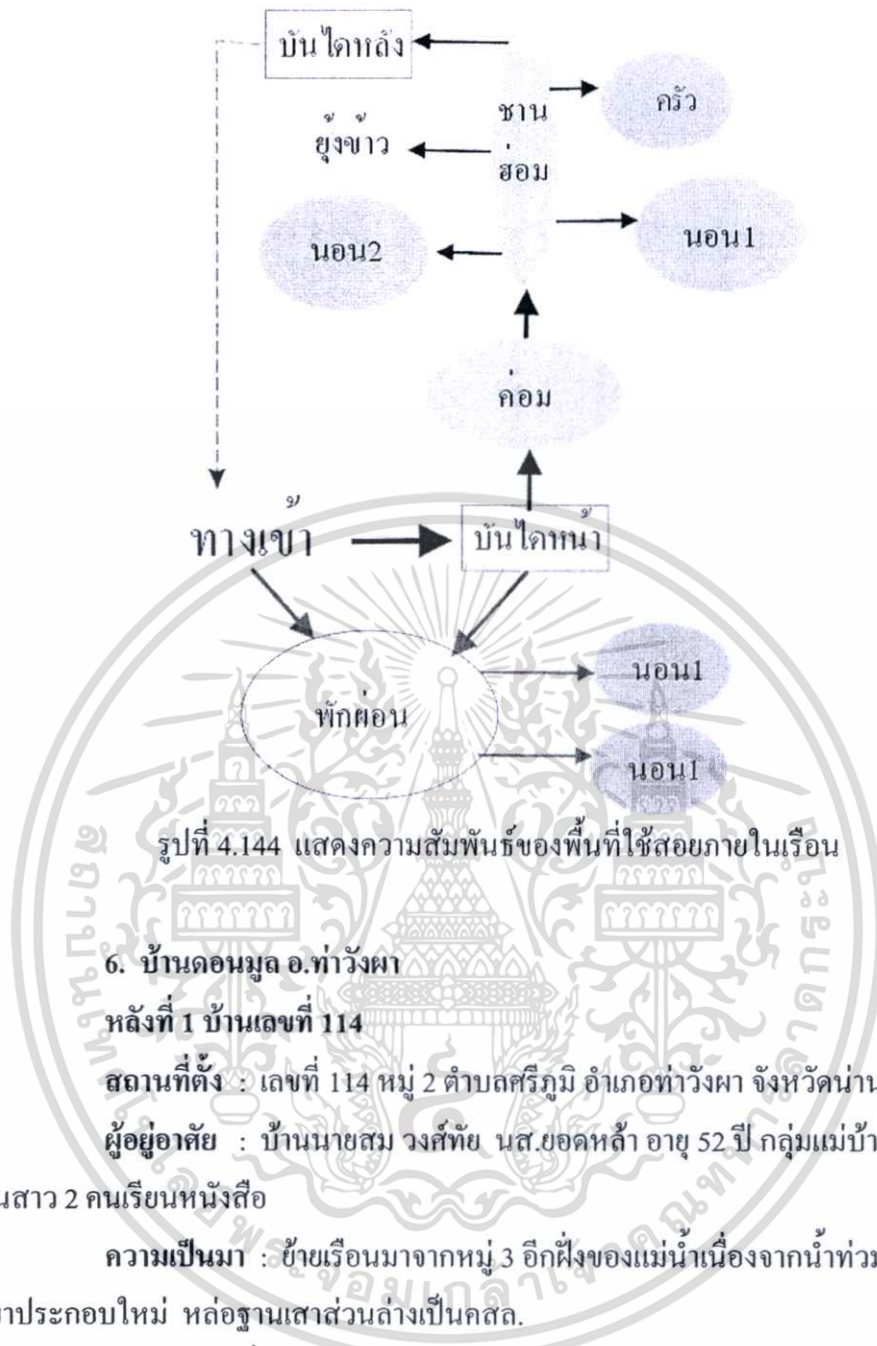 บันไดหลัง
ครัว
ชาน
ฮ่อม
ยุ้งข้าว
นอน1
นอน2
ค่อม
ทางเข้า
บันไดหน้า
นอน1
พักผ่อน
นอน1
รูปที่ 4.144 แสดงความสัมพันธ์ของพื้นที่ใช้สอยภายในเรือน
6. บ้านดอนมูล อ.ท่าวังผา
หลังที่ 1 บ้านเลขที่ 114
สถานที่ตั้ง : เลขที่ 114 หมู่ 2 ตำบลศรีภูมิ อำเภอท่าวังผา จังหวัดน่าน
ผู้อยู่อาศัย : บ้านนายสม วงศ์ทัย นส.ยอดหล้า อายุ 52 ปี กลุ่มแม่บ้า
นสาว 2 คนเรียนหนังสือ
ความเป็นมา : ย้ายเรือนมาจากหมู่ 3 อีกฝั่งของแม่น้ำเนื่องจากน้ำท่วม
าประกอบใหม่ หล่อฐานเสาส่วนล่างเป็นคสล.